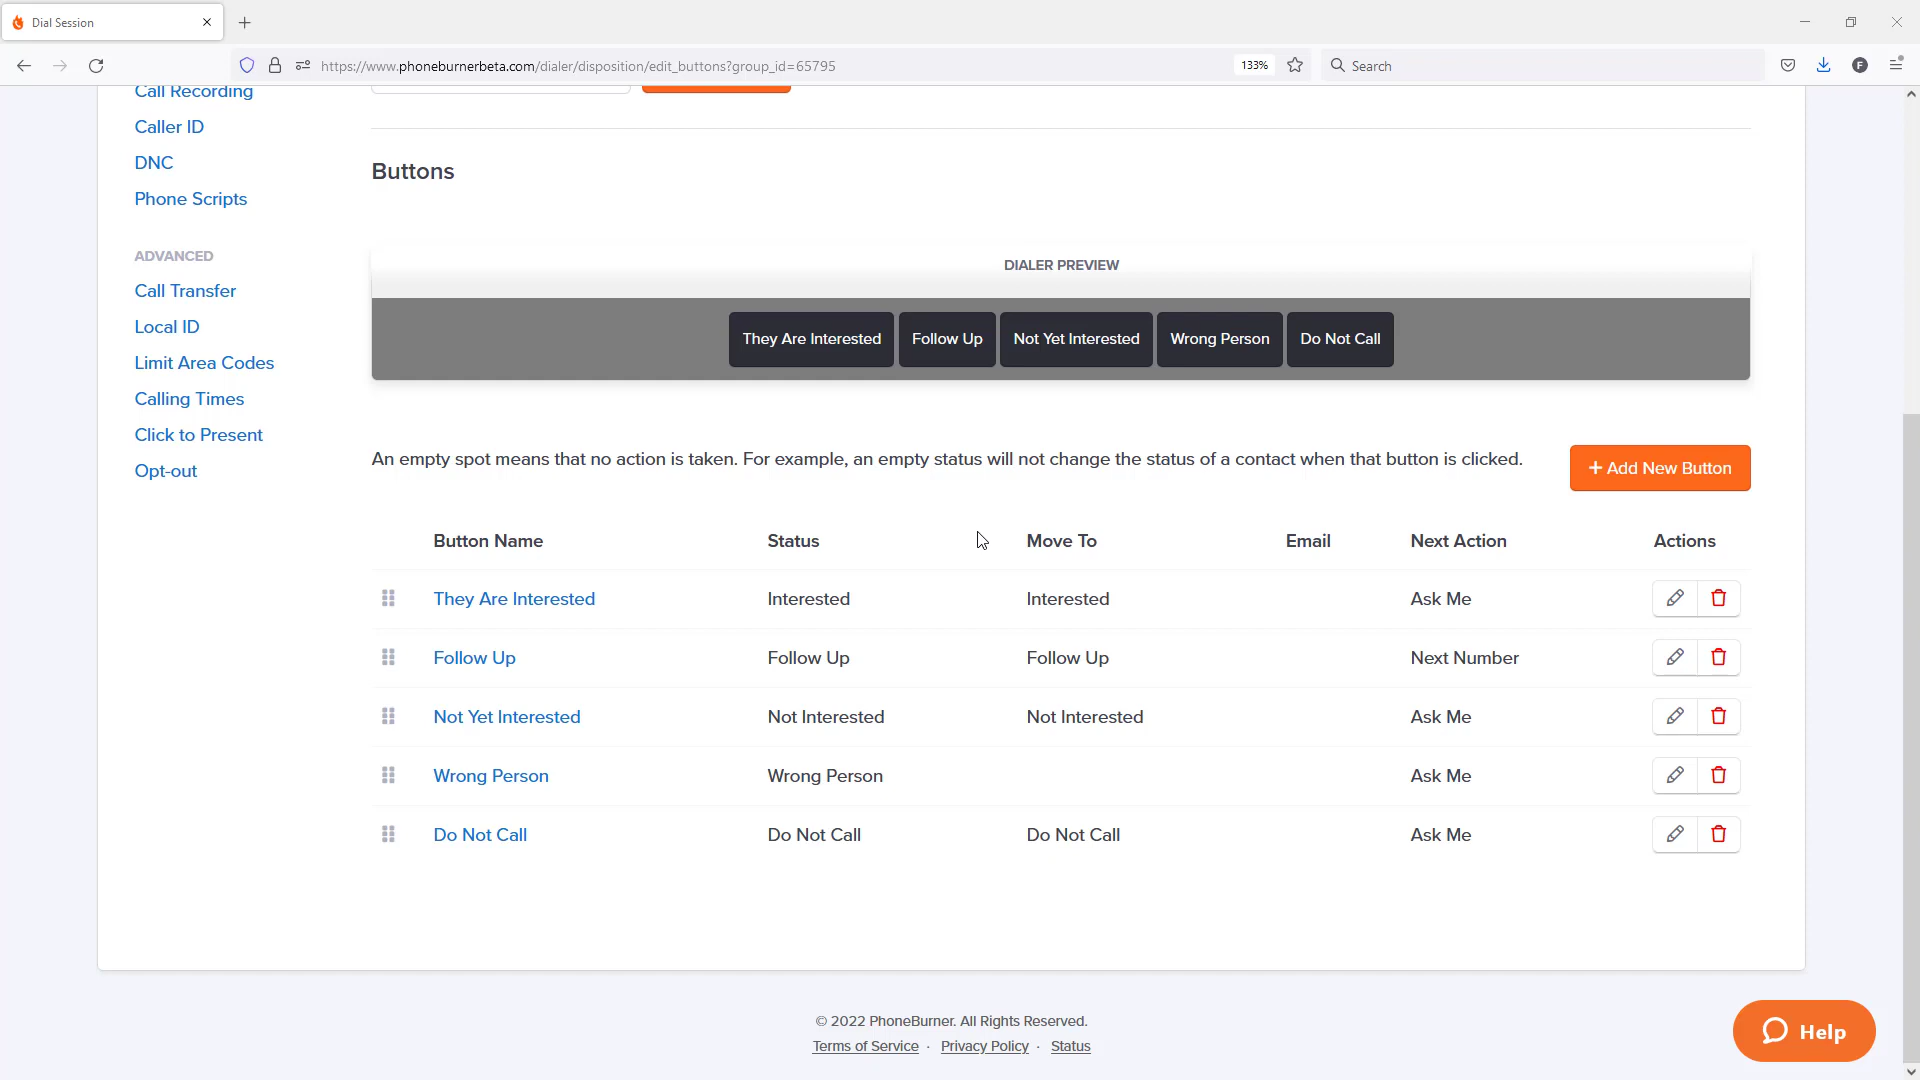 Dial Session
https://www.phoneburnerbeta.com/dialer/disposition/edit_buttons?group_id=65795
133%
Search
F
Call Recording
Caller ID
DNC
Phone Scripts
ADVANCED
Call Transfer
Local ID
Limit Area Codes
Calling Times
Click to Present
Opt-out
Buttons
DIALER PREVIEW
They Are Interested Follow Up Not Yet Interested Wrong Person Do Not Call
An empty spot means that no action is taken. For example, an empty status will not change the status of a contact when that button is clicked.
+ Add New Button
Button Name Status Move To Email Next Action Actions
They Are Interested Interested Interested Ask Me
Follow Up Follow Up Follow Up Next Number
Not Yet Interested Not Interested Not Interested Ask Me
Wrong Person Wrong Person Ask Me
Do Not Call Do Not Call Do Not Call Ask Me
© 2022 PhoneBurner. All Rights Reserved.
Terms of Service · Privacy Policy · Status
Help